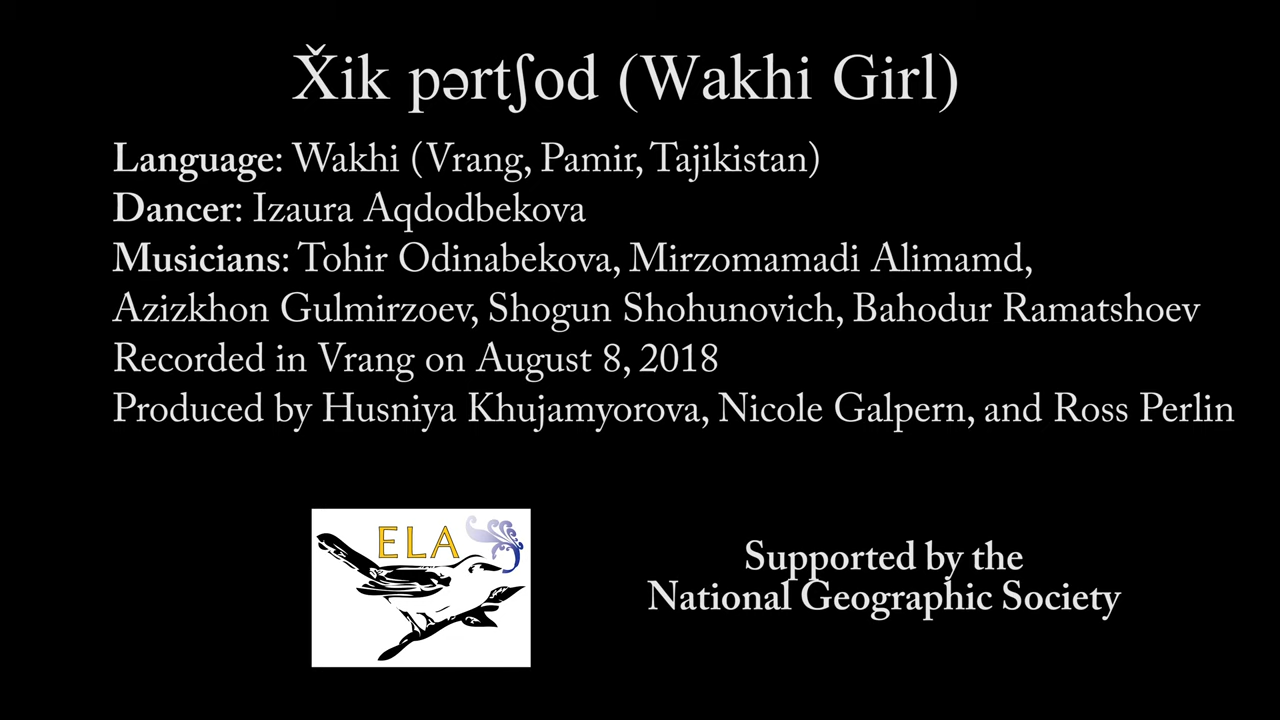 X̌ik pərtʃod (Wakhi Girl)
Language: Wakhi (Vrang, Pamir, Tajikistan)
Dancer: Izaura Aqdodbekova
Musicians: Tohir Odinabekova, Mirzomamadi Alimamd,
Azizkhon Gulmirzoev, Shogun Shohunovich, Bahodur Ramatshoev
Recorded in Vrang on August 8, 2018
Produced by Husniya Khujamyorova, Nicole Galpern, and Ross Perlin
ELA
Supported by the
National Geographic Society